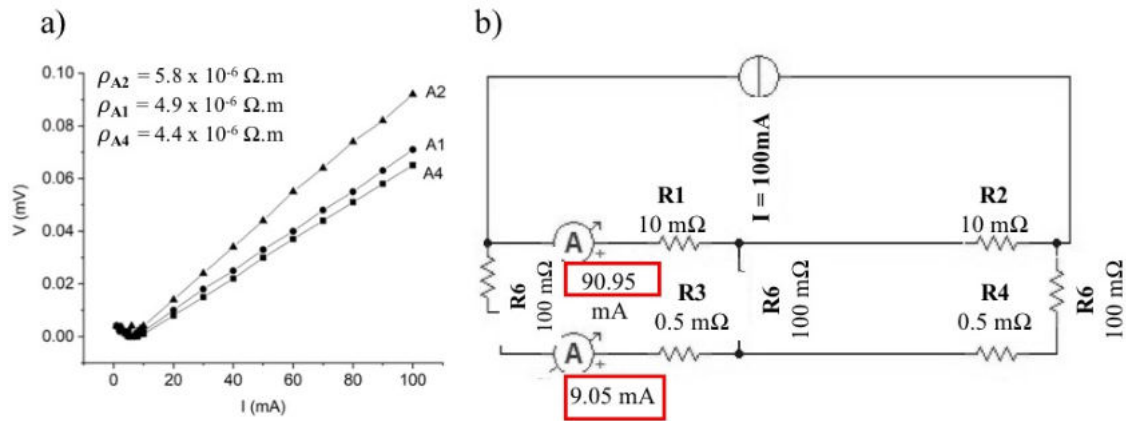 a)
ρA2 = 5.8 x 10⁻⁶ Ω.m
ρA1 = 4.9 x 10⁻⁶ Ω.m
ρA4 = 4.4 x 10⁻⁶ Ω.m
0.10
0.08
0.06
0.04
0.02
0.00
V (mV)
A2
A1
A4
0 20 40 60 80 100
I (mA)
b)
I = 100mA
R1
10 mΩ
R2
10 mΩ
A
+
90.95
mA
R6
100 mΩ
R3
0.5 mΩ
R6
100 mΩ
R4
0.5 mΩ
R6
100 mΩ
A
+
9.05 mA